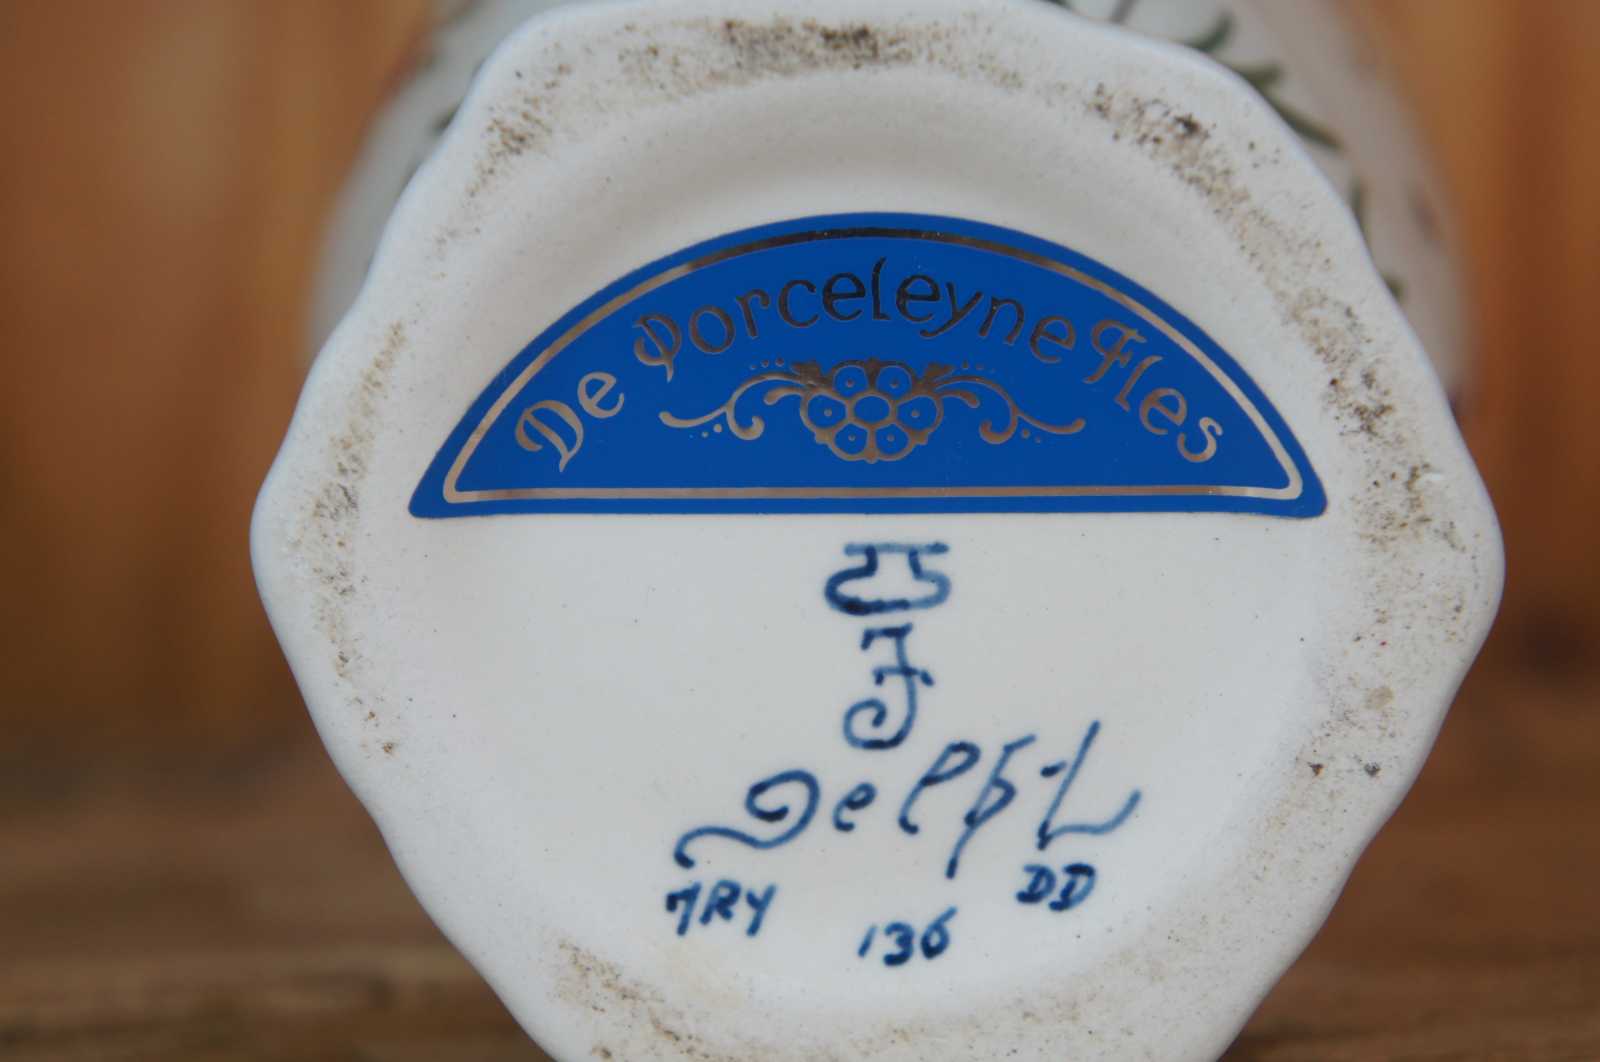 De Porceleyne Fles
Delft
TRY 136 DD